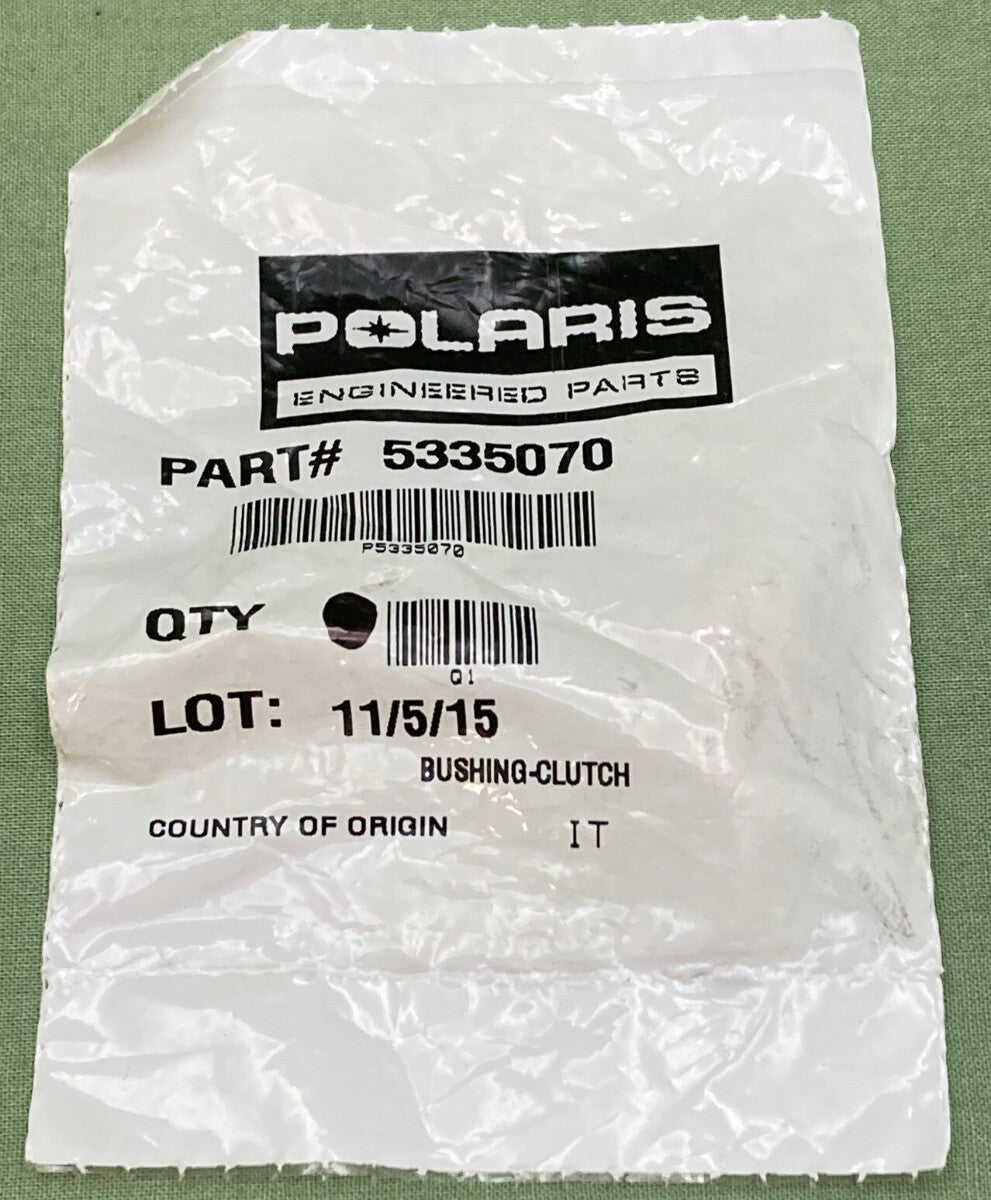 POLARIS
ENGINEERED PARTS
PART# 5335070
P5335070
QTY
Q1
LOT: 11/5/15
BUSHING-CLUTCH
COUNTRY OF ORIGIN IT